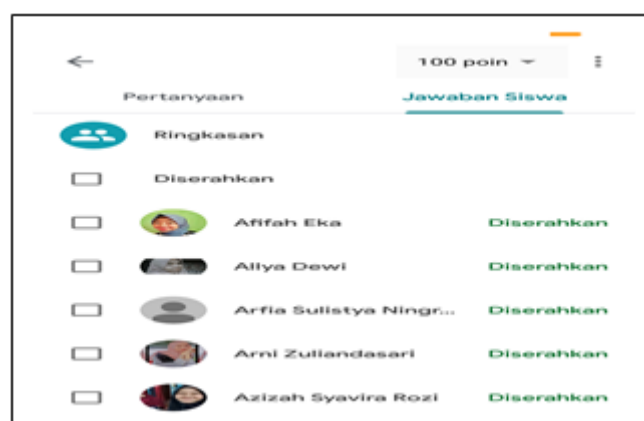 100 poin
Pertanyaan Jawaban Siswa
Ringkasan
Diserahkan
Afifah Eka Diserahkan
Allya Dewi Diserahkan
Arfia Sulistya Ningr... Diserahkan
Arni Zuliandasari Diserahkan
Azizah Syavira Rozi Diserahkan